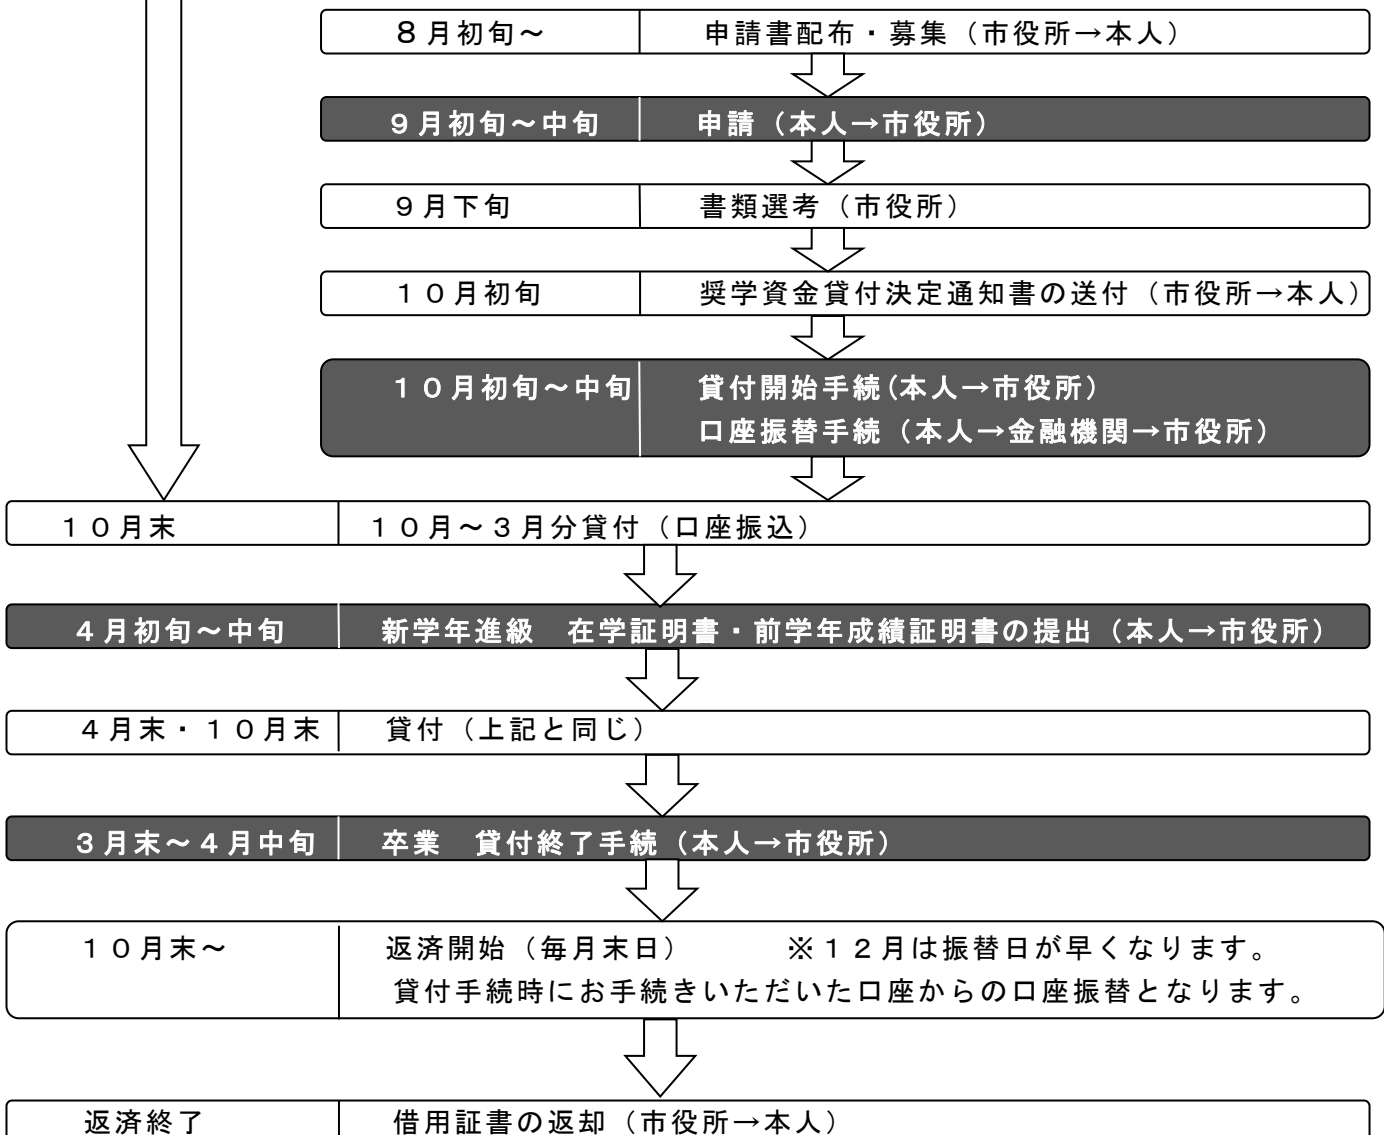 ８月初旬～ 申請書配布・募集（市役所→本人）
９月初旬～中旬 申請（本人→市役所）
９月下旬 書類選考（市役所）
１０月初旬 奨学資金貸付決定通知書の送付（市役所→本人）
１０月初旬～中旬 貸付開始手続(本人→市役所）
口座振替手続（本人→金融機関→市役所）
１０月末 １０月～３月分貸付（口座振込）
４月初旬～中旬 新学年進級　在学証明書・前学年成績証明書の提出（本人→市役所）
４月末・１０月末 貸付（上記と同じ）
３月末～４月中旬 卒業　貸付終了手続（本人→市役所）
１０月末～ 返済開始（毎月末日）　※１２月は振替日が早くなります。
貸付手続時にお手続きいただいた口座からの口座振替となります。
返済終了 借用証書の返却（市役所→本人）